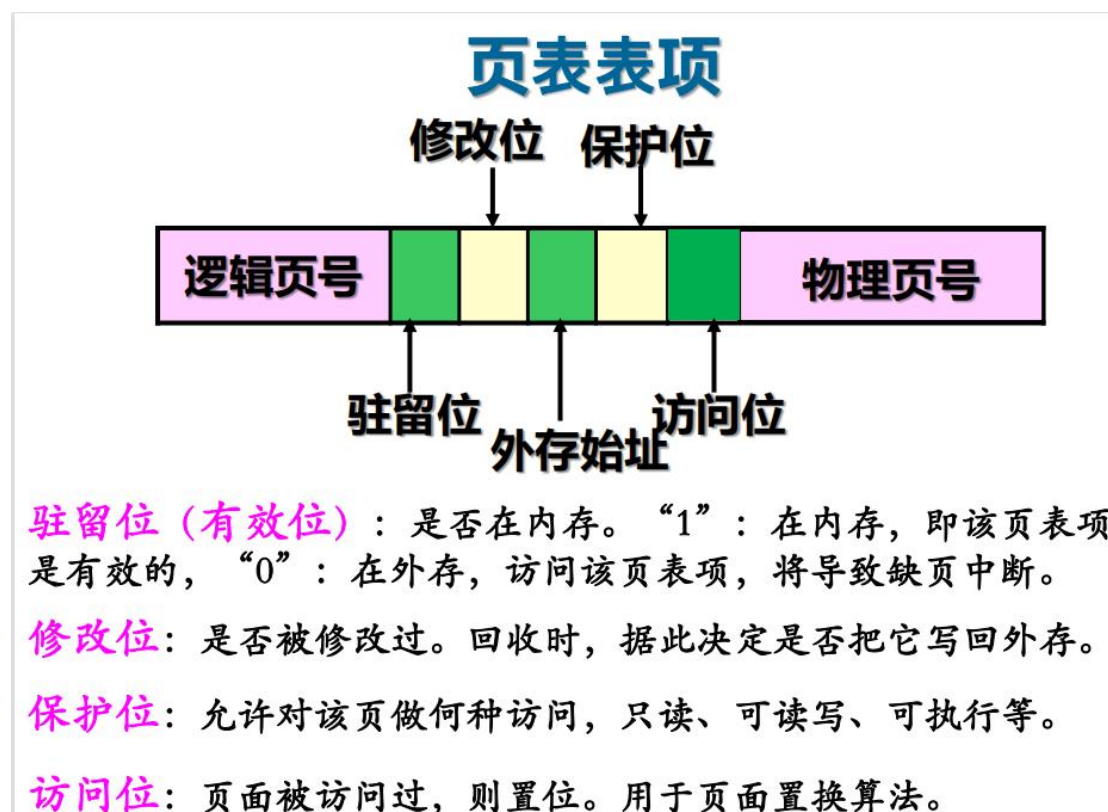 页表表项
修改位 保护位
逻辑页号 物理页号
驻留位 访问位
外存始址
驻留位（有效位）：是否在内存。“1”：在内存，即该页表项
是有效的，“0”：在外存，访问该页表项，将导致缺页中断。
修改位：是否被修改过。回收时，据此决定是否把它写回外存。
保护位：允许对该页做何种访问，只读、可读写、可执行等。
访问位：页面被访问过，则置位。用于页面置换算法。